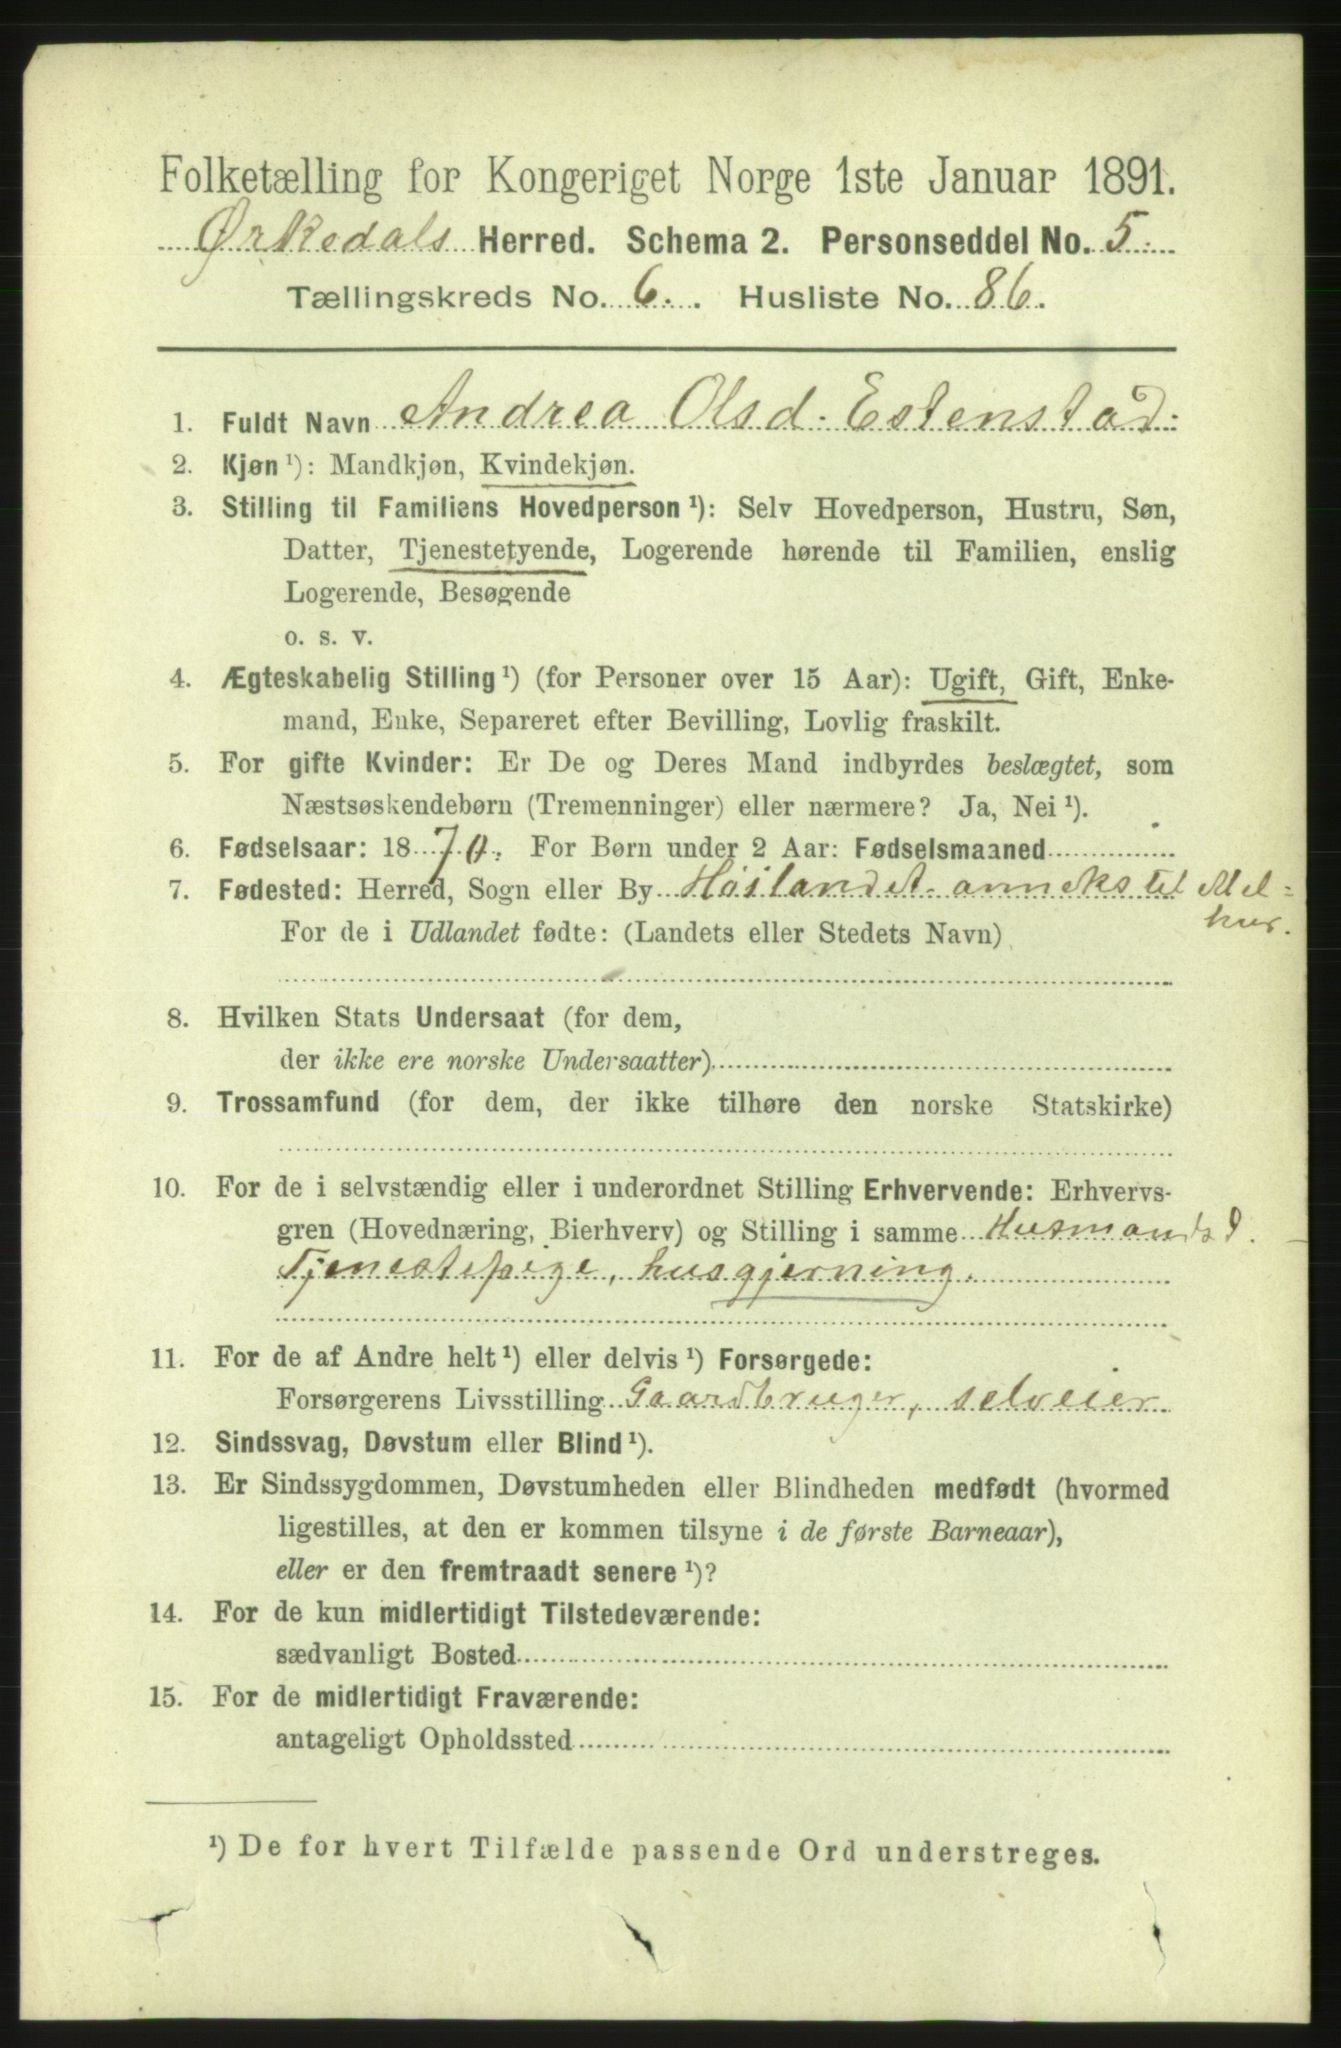 Folketælling for Kongeriget Norge 1ste Januar 1891.
Ørkedals Herred. Schema 2. Personseddel No. 5.
Tællingskreds No. 6. Husliste No. 86.
1. Fuldt Navn Andrea Olsd. Estenstad.
2. Kjøn ¹): Mandkjøn, Kvindekjøn.
3. Stilling til Familiens Hovedperson ¹): Selv Hovedperson, Hustru, Søn,
Datter, Tjenestetyende, Logerende hørende til Familien, enslig
Logerende, Besøgende
o. s. v.
4. Ægteskabelig Stilling ¹) (for Personer over 15 Aar): Ugift, Gift, Enke-
mand, Enke, Separeret efter Bevilling, Lovlig fraskilt.
5. For gifte Kvinder: Er De og Deres Mand indbyrdes beslægtet, som
Næstsøskendebørn (Tremenninger) eller nærmere? Ja, Nei ¹).
6. Fødselsaar: 1870. For Børn under 2 Aar: Fødselsmaaned
7. Fødested: Herred, Sogn eller By Høilandet anneks til Mel-
hus.
For de i Udlandet fødte: (Landets eller Stedets Navn)
8. Hvilken Stats Undersaat (for dem,
der ikke ere norske Undersaatter)
9. Trossamfund (for dem, der ikke tilhøre den norske Statskirke)
10. For de i selvstændig eller i underordnet Stilling Erhvervende: Erhvervs-
gren (Hovednæring, Bierhverv) og Stilling i samme Husmandsd.
Tjenestepige, husgjerning.
11. For de af Andre helt ¹) eller delvis ¹) Forsørgede:
Forsørgerens Livsstilling Gaardbruger, selveier
12. Sindssvag, Døvstum eller Blind ¹).
13. Er Sindssygdommen, Døvstumheden eller Blindheden medfødt (hvormed
ligestilles, at den er kommen tilsyne i de første Barneaar),
eller er den fremtraadt senere ¹)?
14. For de kun midlertidigt Tilstedeværende:
sædvanligt Bosted
15. For de midlertidigt Fraværende:
antageligt Opholdssted
¹) De for hvert Tilfælde passende Ord understreges.